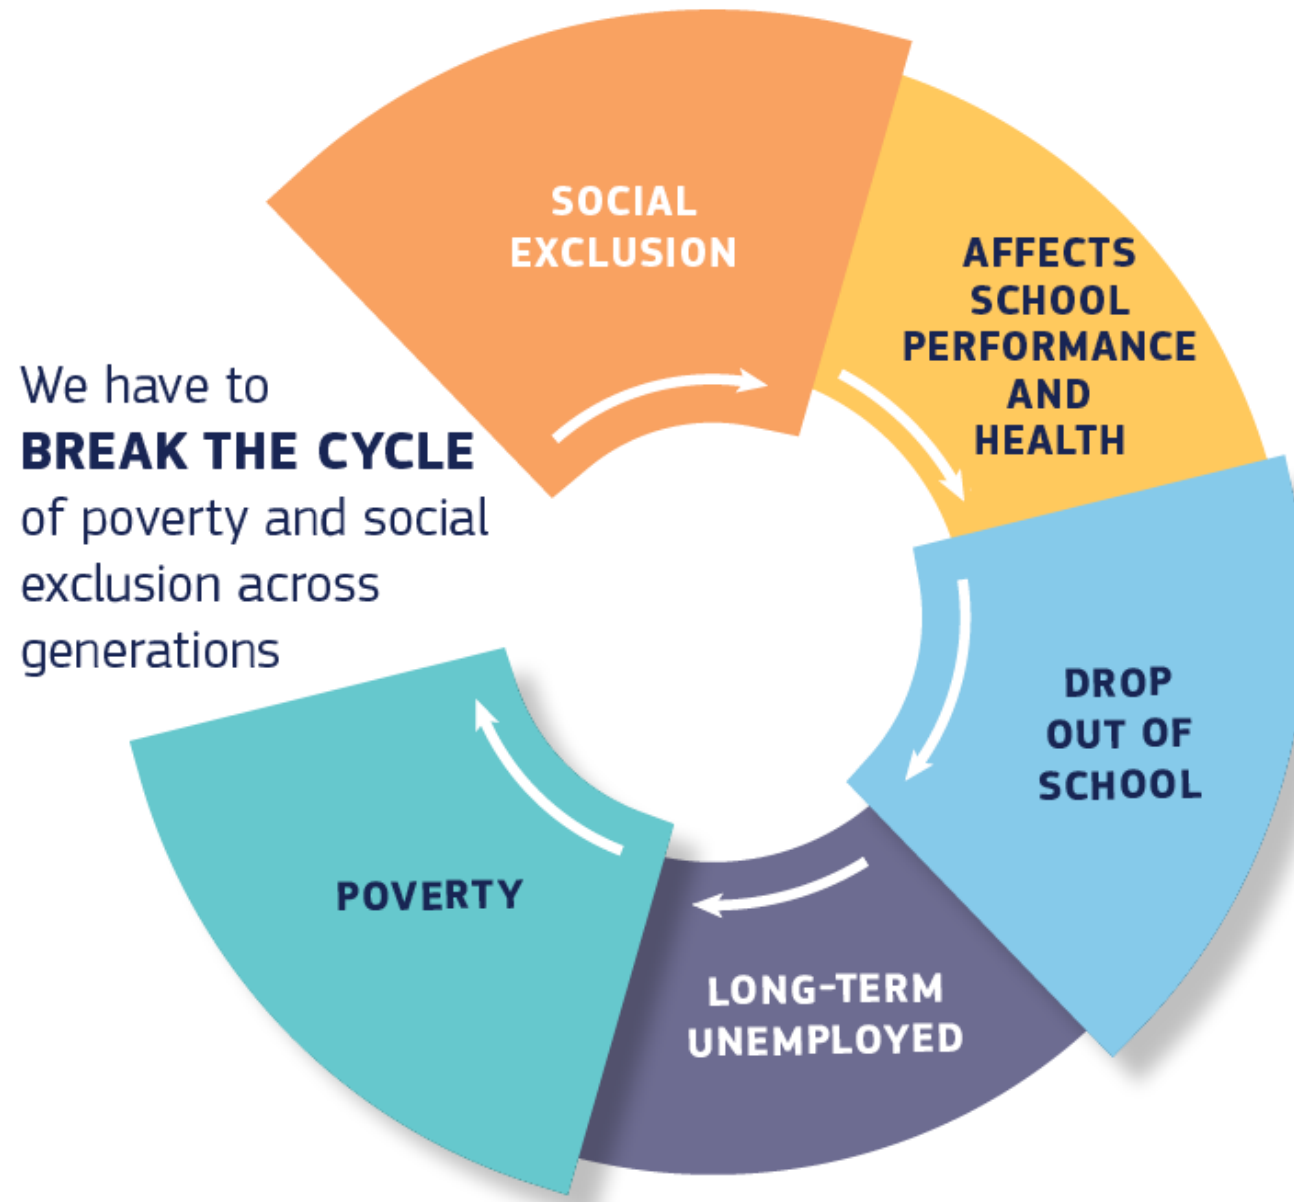 We have to
BREAK THE CYCLE
of poverty and social
exclusion across
generations
SOCIAL
EXCLUSION
AFFECTS
SCHOOL
PERFORMANCE
AND
HEALTH
DROP
OUT OF
SCHOOL
LONG-TERM
UNEMPLOYED
POVERTY